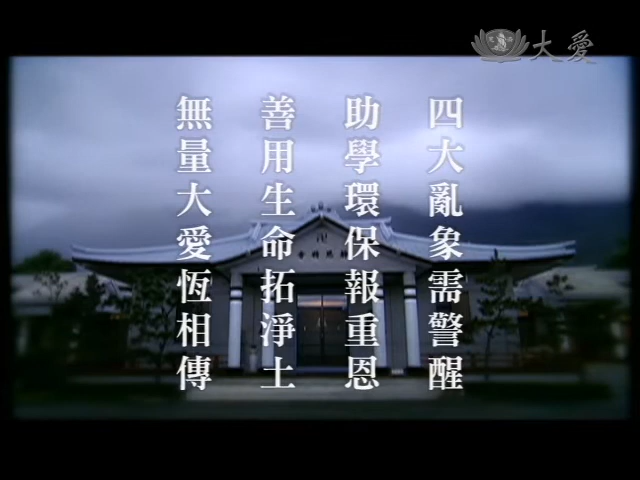 大愛
四大亂象需警醒
助學環保報重恩
善用生命拓淨土
無量大愛恆相傳